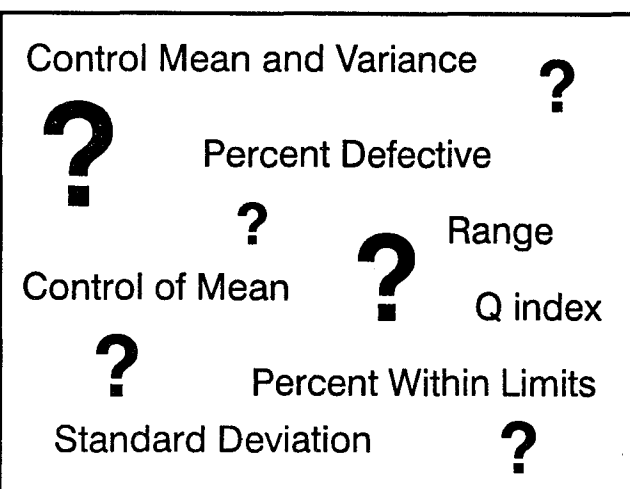 Control Mean and Variance
?
?
Percent Defective
?
Range
?
Control of Mean
Q index
?
Percent Within Limits
Standard Deviation
?